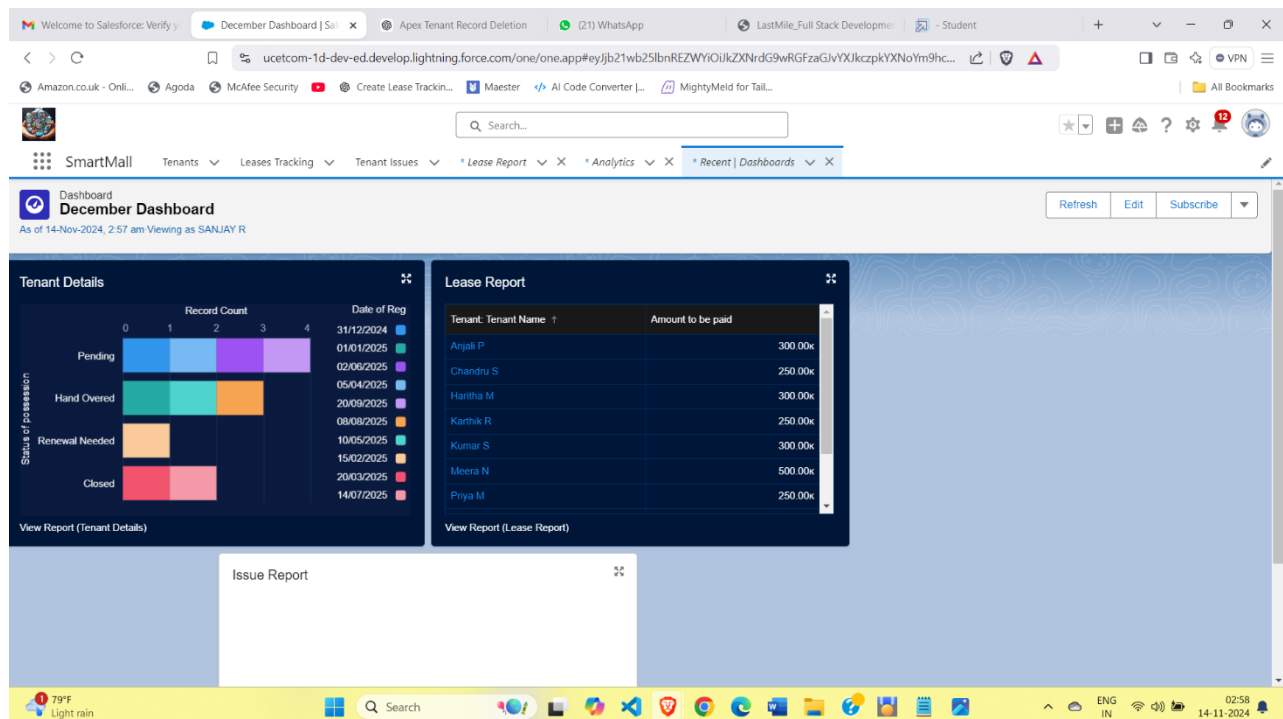 Welcome to Salesforce: Verify y
December Dashboard | Sal
Apex Tenant Record Deletion
(21) WhatsApp
LastMile_Full Stack Developmen
- Student
ucetcom-1d-dev-ed.develop.lightning.force.com/one/one.app#eyJjb21wb25lbnREZWYiOiJkZXNrdG9wRGFzaGJvYXJkczpkYXNoYm9hc...
VPN
Amazon.co.uk - Onli...
Agoda
McAfee Security
Create Lease Trackin...
Maester
AI Code Converter |...
MightyMeld for Tail...
All Bookmarks
Search...
12
SmartMall
Tenants
Leases Tracking
Tenant Issues
* Lease Report
* Analytics
* Recent | Dashboards
Dashboard
December Dashboard
As of 14-Nov-2024, 2:57 am·Viewing as SANJAY R
Refresh
Edit
Subscribe
Tenant Details
Record Count
0 1 2 3 4
Status of possession
Pending
Hand Overed
Renewal Needed
Closed
Date of Reg
31/12/2024
01/01/2025
02/06/2025
05/04/2025
20/09/2025
08/08/2025
10/05/2025
15/02/2025
20/03/2025
14/07/2025
View Report (Tenant Details)
Lease Report
Tenant: Tenant Name ↑ Amount to be paid
Anjali P 300.00K
Chandru S 250.00K
Haritha M 300.00K
Karthik R 250.00K
Kumar S 300.00K
Meera N 500.00K
Priya M 250.00K
View Report (Lease Report)
Issue Report
1
79°F
Light rain
Search
ENG
IN
02:58
14-11-2024